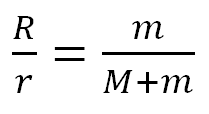 R/r = m/(M+m)